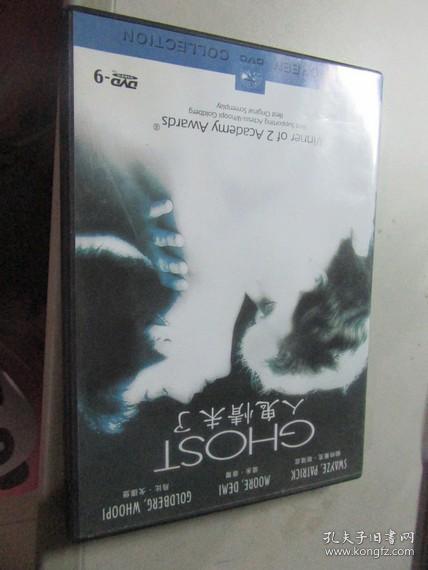 SWAYZE, PATRICK
MOORE, DEMI
GOLDBERG, WHOOPI
GHOST
人鬼情未了
Winner of 2 Academy Awards®
Best Supporting Actress-Whoopi Goldberg
Best Original Screenplay
DVD-9
DVD COLLECTION
孔夫子旧书网
www.kongfz.com